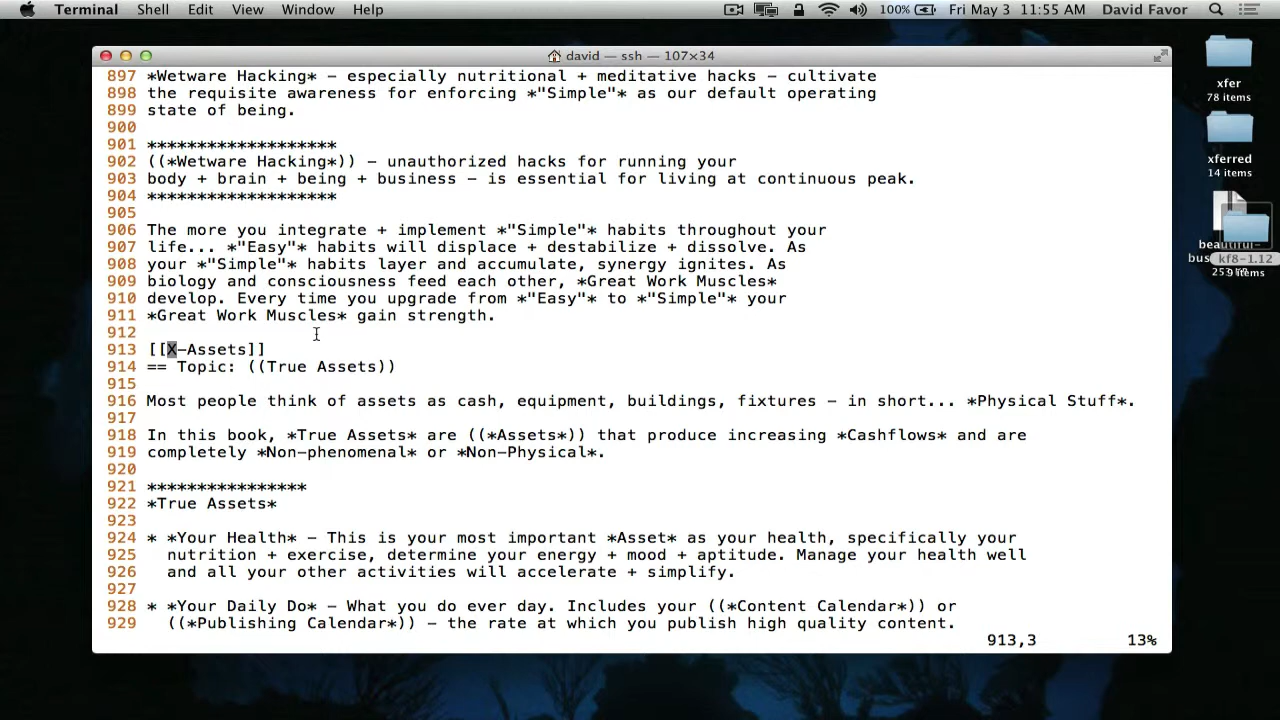 Terminal Shell Edit View Window Help 100% Fri May 3 11:55 AM David Favor
david — ssh — 107×34
897 *Wetware Hacking* - especially nutritional + meditative hacks - cultivate
898 the requisite awareness for enforcing *"Simple"* as our default operating
899 state of being.
900
901 *******************
902 ((*Wetware Hacking*)) - unauthorized hacks for running your
903 body + brain + being + business - is essential for living at continuous peak.
904 *******************
905
906 The more you integrate + implement *"Simple"* habits throughout your
907 life... *"Easy"* habits will displace + destabilize + dissolve. As
908 your *"Simple"* habits layer and accumulate, synergy ignites. As
909 biology and consciousness feed each other, *Great Work Muscles*
910 develop. Every time you upgrade from *"Easy"* to *"Simple"* your
911 *Great Work Muscles* gain strength.
912
913 [[X-Assets]]
914 == Topic: ((True Assets))
915
916 Most people think of assets as cash, equipment, buildings, fixtures - in short... *Physical Stuff*.
917
918 In this book, *True Assets* are ((*Assets*)) that produce increasing *Cashflows* and are
919 completely *Non-phenomenal* or *Non-Physical*.
920
921 ****************
922 *True Assets*
923
924 * *Your Health* - This is your most important *Asset* as your health, specifically your
925 nutrition + exercise, determine your energy + mood + aptitude. Manage your health well
926 and all your other activities will accelerate + simplify.
927
928 * *Your Daily Do* - What you do ever day. Includes your ((*Content Calendar*)) or
929 ((*Publishing Calendar*)) - the rate at which you publish high quality content.
913,3 13%
xfer
78 items
xferred
14 items
kf8-1.12
9 items